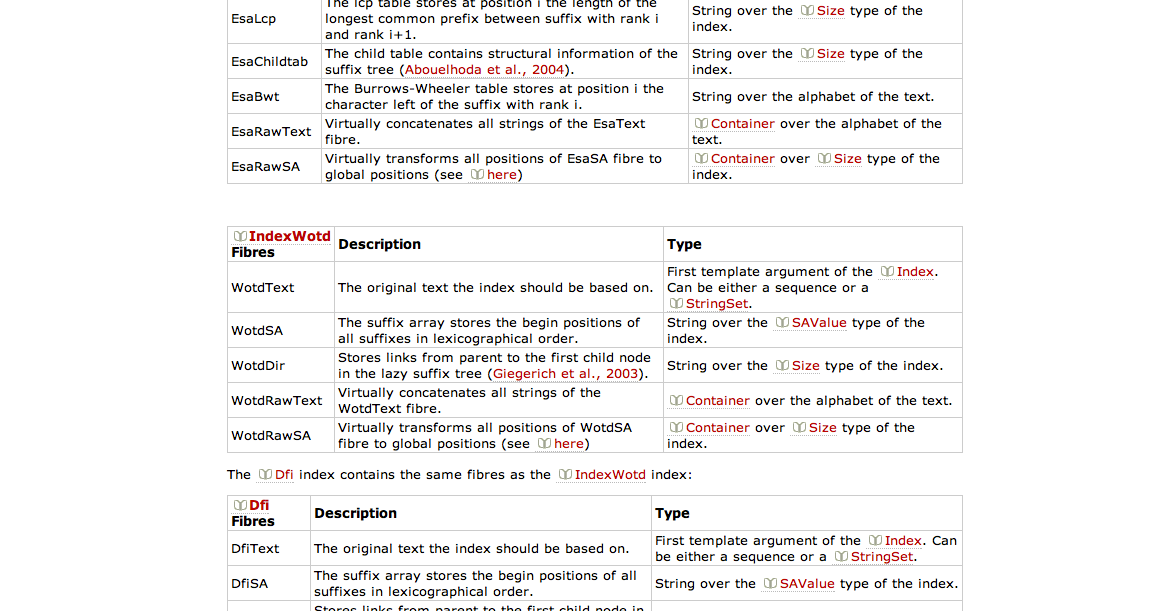 The lcp table stores at position i the length of the
EsaLcp
longest common prefix between suffix with rank i
and rank i+1.
String over the Size type of the
index.
EsaChildtab
The child table contains structural information of the
suffix tree (Abouelhoda et al., 2004).
String over the Size type of the
index.
EsaBwt
The Burrows-Wheeler table stores at position i the
character left of the suffix with rank i.
String over the alphabet of the text.
EsaRawText
Virtually concatenates all strings of the EsaText
fibre.
Container over the alphabet of the
text.
EsaRawSA
Virtually transforms all positions of EsaSA fibre to
global positions (see here)
Container over Size type of the
index.
IndexWotd
Fibres
Description
Type
WotdText
The original text the index should be based on.
First template argument of the Index.
Can be either a sequence or a
StringSet.
WotdSA
The suffix array stores the begin positions of
all suffixes in lexicographical order.
String over the SAValue type of the
index.
WotdDir
Stores links from parent to the first child node
in the lazy suffix tree (Giegerich et al., 2003).
String over the Size type of the index.
WotdRawText
Virtually concatenates all strings of the
WotdText fibre.
Container over the alphabet of the text.
WotdRawSA
Virtually transforms all positions of WotdSA
fibre to global positions (see here)
Container over Size type of the
index.
The Dfi index contains the same fibres as the IndexWotd index:
Dfi
Fibres
Description
Type
DfiText
The original text the index should be based on.
First template argument of the Index. Can
be either a sequence or a StringSet.
DfiSA
The suffix array stores the begin positions of all
suffixes in lexicographical order.
String over the SAValue type of the index.
Stores links from parent to the first child node in